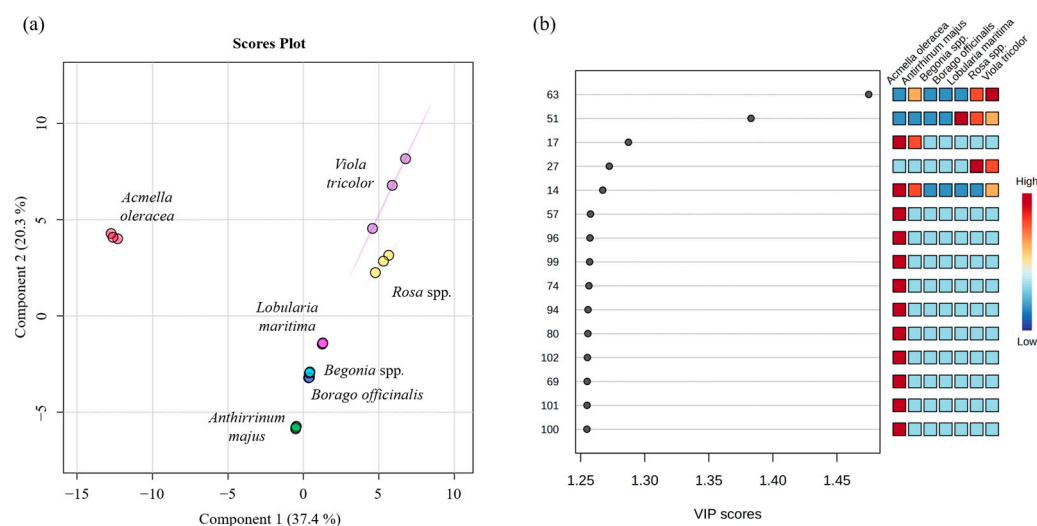 (a)
Scores Plot
Component 2 (20.3 %)
10
5
0
−5
−15
−10
−5
0
5
10
Component 1 (37.4 %)
Acmella
oleracea
Viola
tricolor
Rosa spp.
Lobularia
maritima
Begonia spp.
Borago officinalis
Anthirrinum
majus
(b)
Acmella oleracea
Antirrhinum majus
Begonia spp.
Borago officinalis
Lobularia maritima
Rosa spp.
Viola tricolor
63
51
17
27
14
57
96
99
74
94
80
102
69
101
100
1.25
1.30
1.35
1.40
1.45
VIP scores
High
Low